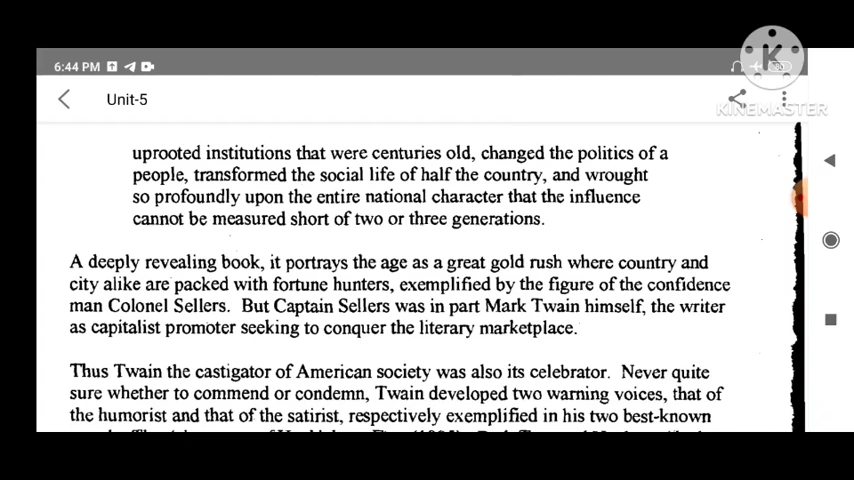 6:44 PM
Unit-5
K
KINEMASTER
uprooted institutions that were centuries old, changed the politics of a
people, transformed the social life of half the country, and wrought
so profoundly upon the entire national character that the influence
cannot be measured short of two or three generations.
A deeply revealing book, it portrays the age as a great gold rush where country and
city alike are packed with fortune hunters, exemplified by the figure of the confidence
man Colonel Sellers. But Captain Sellers was in part Mark Twain himself, the writer
as capitalist promoter seeking to conquer the literary marketplace.
Thus Twain the castigator of American society was also its celebrator. Never quite
sure whether to commend or condemn, Twain developed two warning voices, that of
the humorist and that of the satirist, respectively exemplified in his two best-known